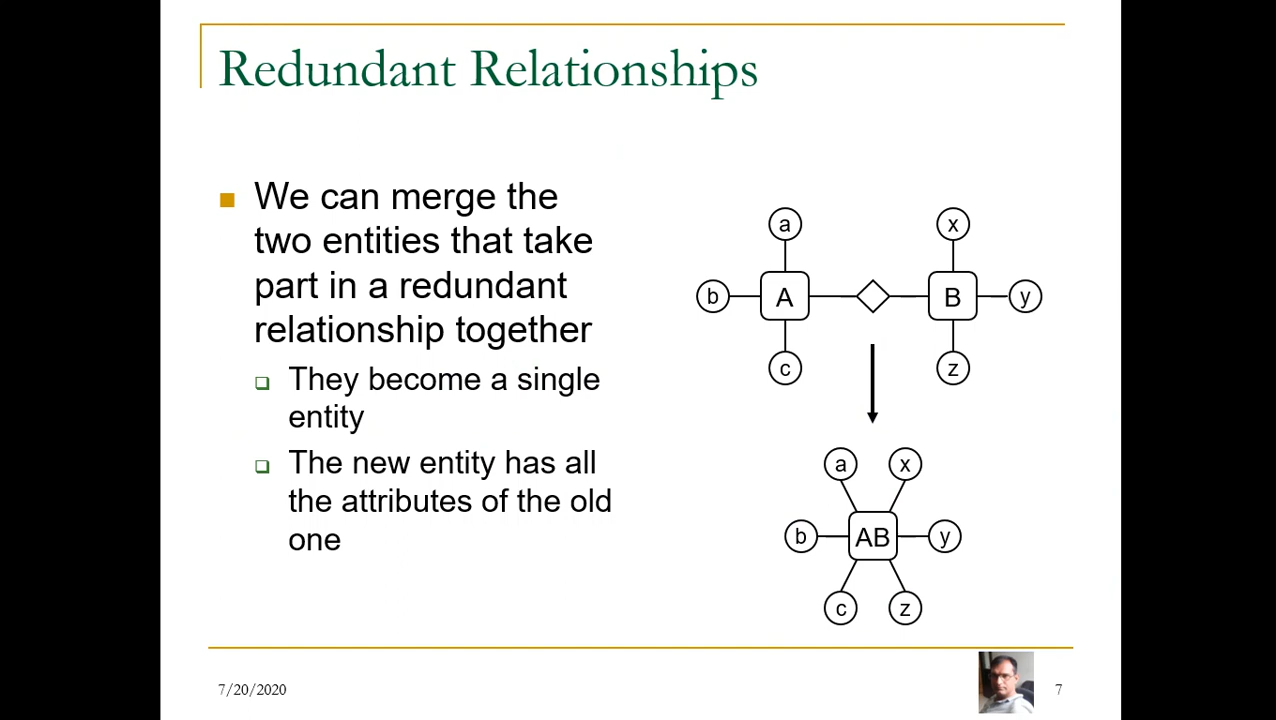 Redundant Relationships
We can merge the
two entities that take
part in a redundant
relationship together
They become a single
entity
The new entity has all
the attributes of the old
one
a
x
b
A
B
y
c
z
a
x
b
AB
y
c
z
7/20/2020
7